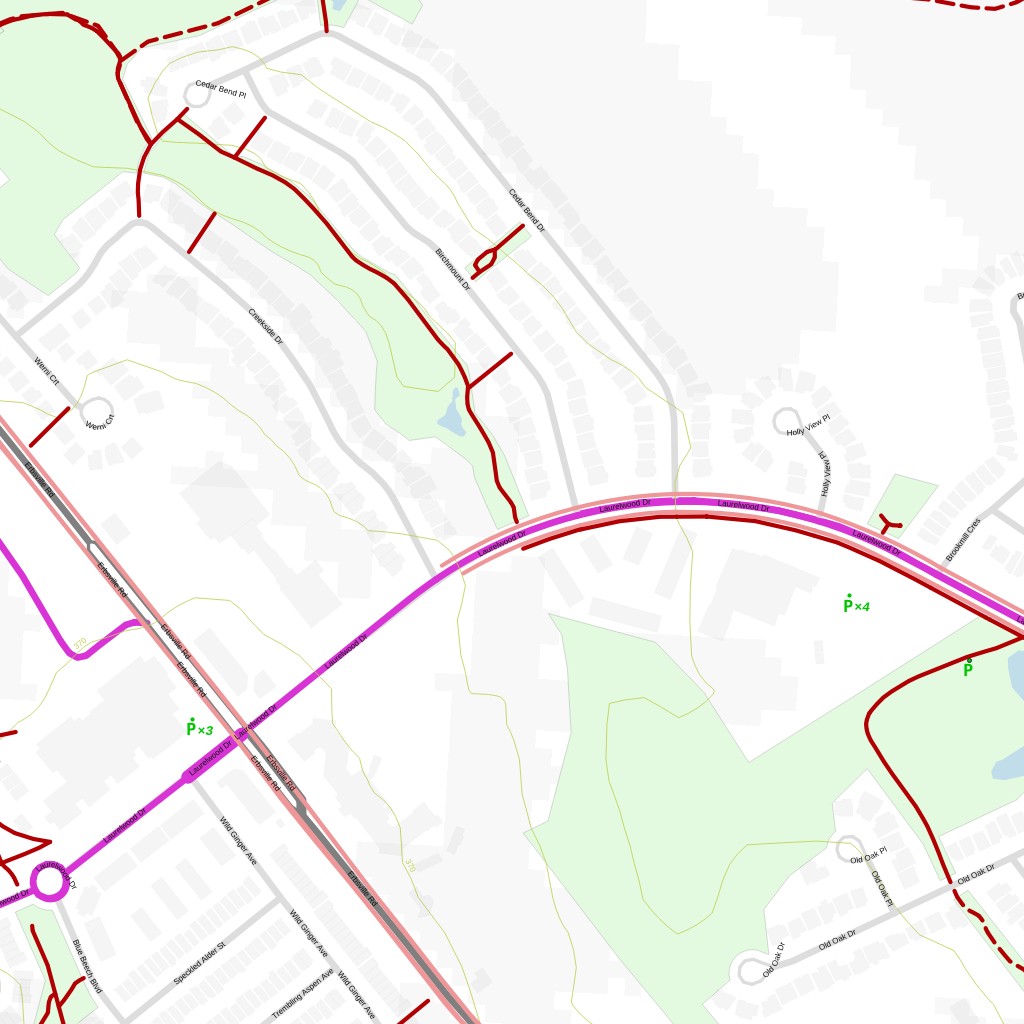 Cedar Bend Pl
Cedar Bend Dr
Birchmount Dr
Creekside Dr
Werni Crt
Werni Crt
Holly View Pl
Holly View Pl
Erbsville Rd
Laurelwood Dr
Laurelwood Dr
Laurelwood Dr
Laurelwood Dr
Brookmill Cres
Erbsville Rd
P×4
Erbsville Rd
Erbsville Rd
Laurelwood Dr
370
P
P×3
Laurelwood Dr
Laurelwood Dr
Erbsville Rd
Erbsville Rd
Laurelwood Dr
Wild Ginger Ave
370
Old Oak Pl
Old Oak Pl
Old Oak Dr
Laurelwood Dr
wood Dr
Erbsville Rd
Wild Ginger Ave
Old Oak Dr
Old Oak Dr
Blue Beech Blvd
Speckled Alder St
Trembling Aspen Ave
Wild Ginger Ave